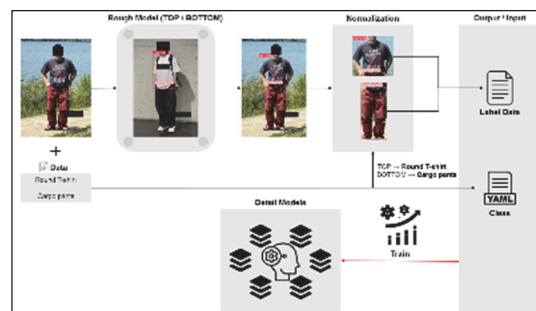 Rough Model (TOP / BOTTOM)
Normalization
Output / Input
Label Data
+
Data
Round T-shirt
Cargo pants
TOP → Round T-shirt
BOTTOM → Cargo pants
YAML
Class
Detail Models
Train